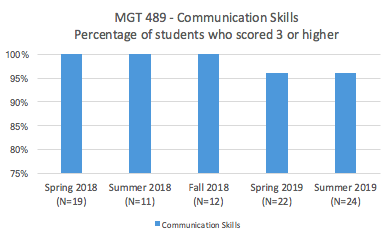 MGT 489 - Communication Skills
Percentage of students who scored 3 or higher
100%
95%
90%
85%
80%
75%
Spring 2018 Summer 2018 Fall 2018 Spring 2019 Summer 2019
(N=19) (N=11) (N=12) (N=22) (N=24)
Communication Skills